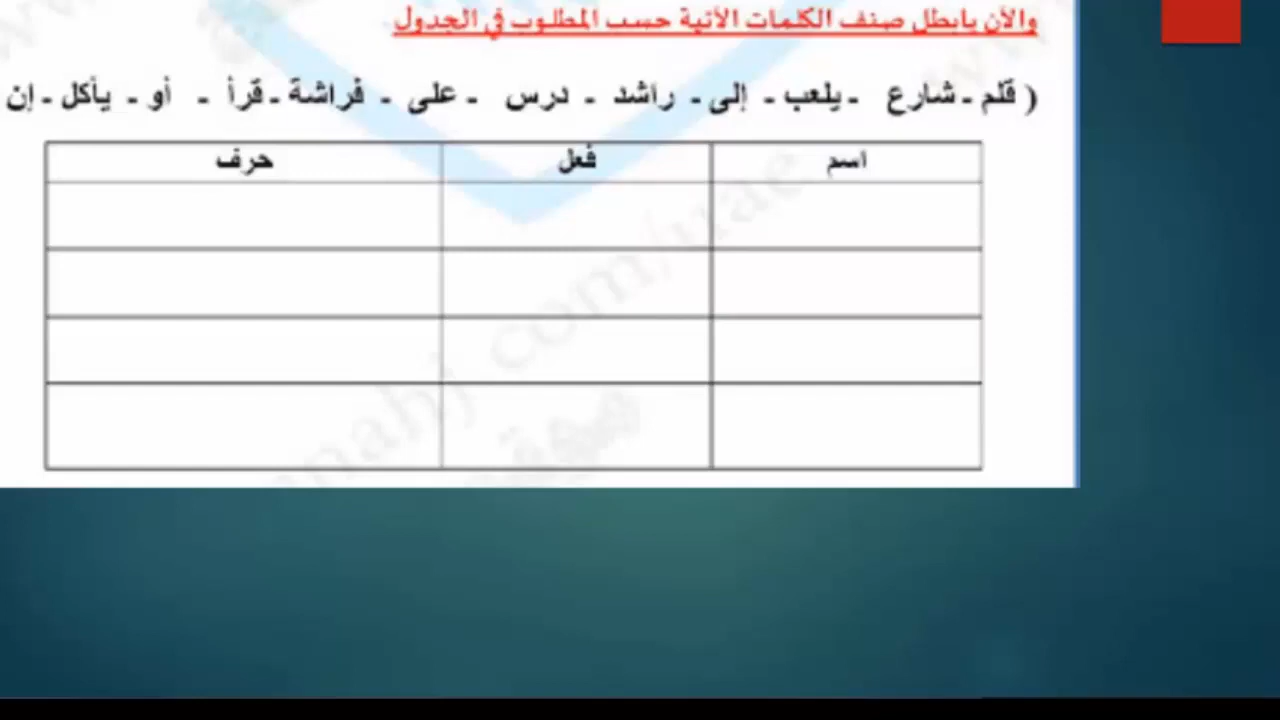 والآن يابطل صنف الكلمات الآتية حسب المطلوب في الجدول
( قلم - شارع - يلعب - إلى - راشد - درس - على - فراشة - قرأ - أو - يأكل - إن
اسم فعل حرف